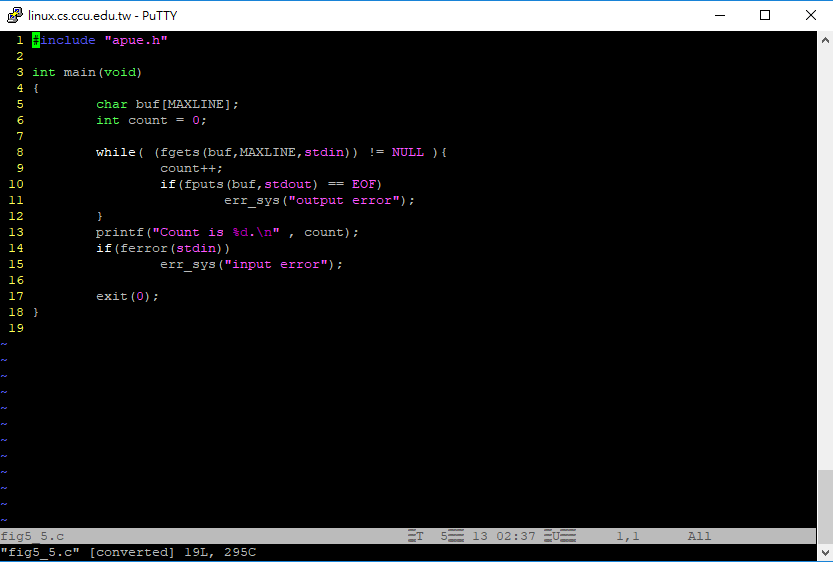 linux.cs.ccu.edu.tw - PuTTY
1 #include "apue.h"
2
3 int main(void)
4 {
5         char buf[MAXLINE];
6         int count = 0;
7
8         while( (fgets(buf,MAXLINE,stdin)) != NULL ){
9                 count++;
10                 if(fputs(buf,stdout) == EOF)
11                         err_sys("output error");
12         }
13         printf("Count is %d.\n" , count);
14         if(ferror(stdin))
15                 err_sys("input error");
16
17         exit(0);
18 }
19
~
~
~
~
~
~
~
~
~
~
~
~
fig5_5.c 5 13 02:37 1,1 All
"fig5_5.c" [converted] 19L, 295C